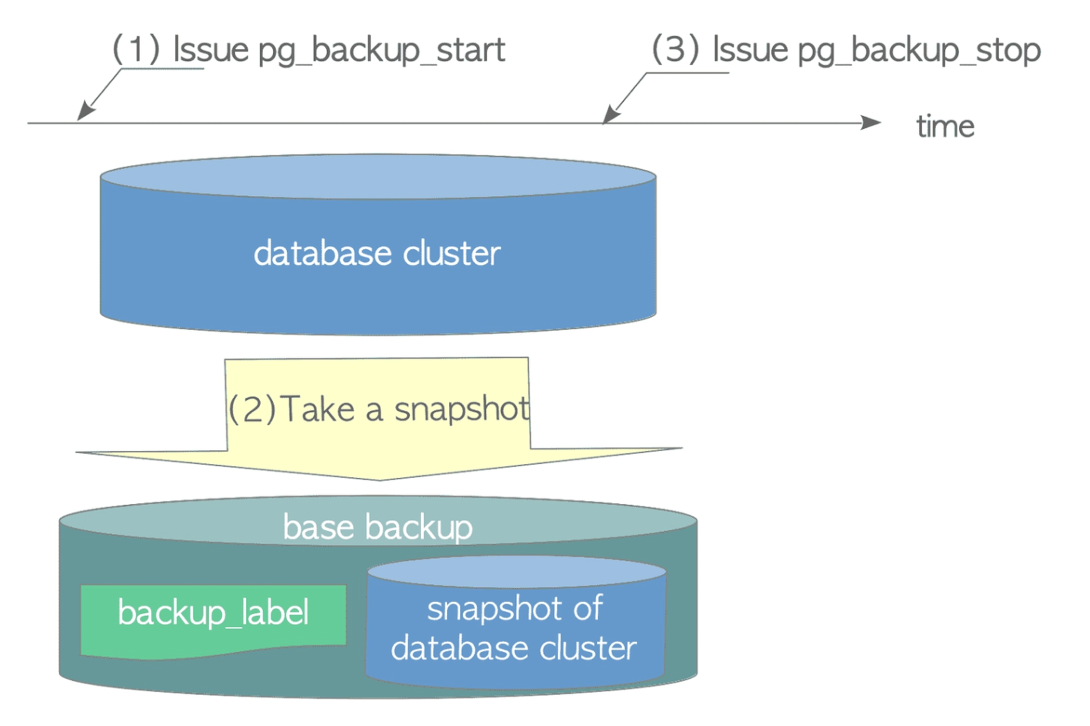 (1) Issue pg_backup_start
(3) Issue pg_backup_stop
time
database cluster
(2)Take a snapshot
base backup
backup_label
snapshot of
database cluster